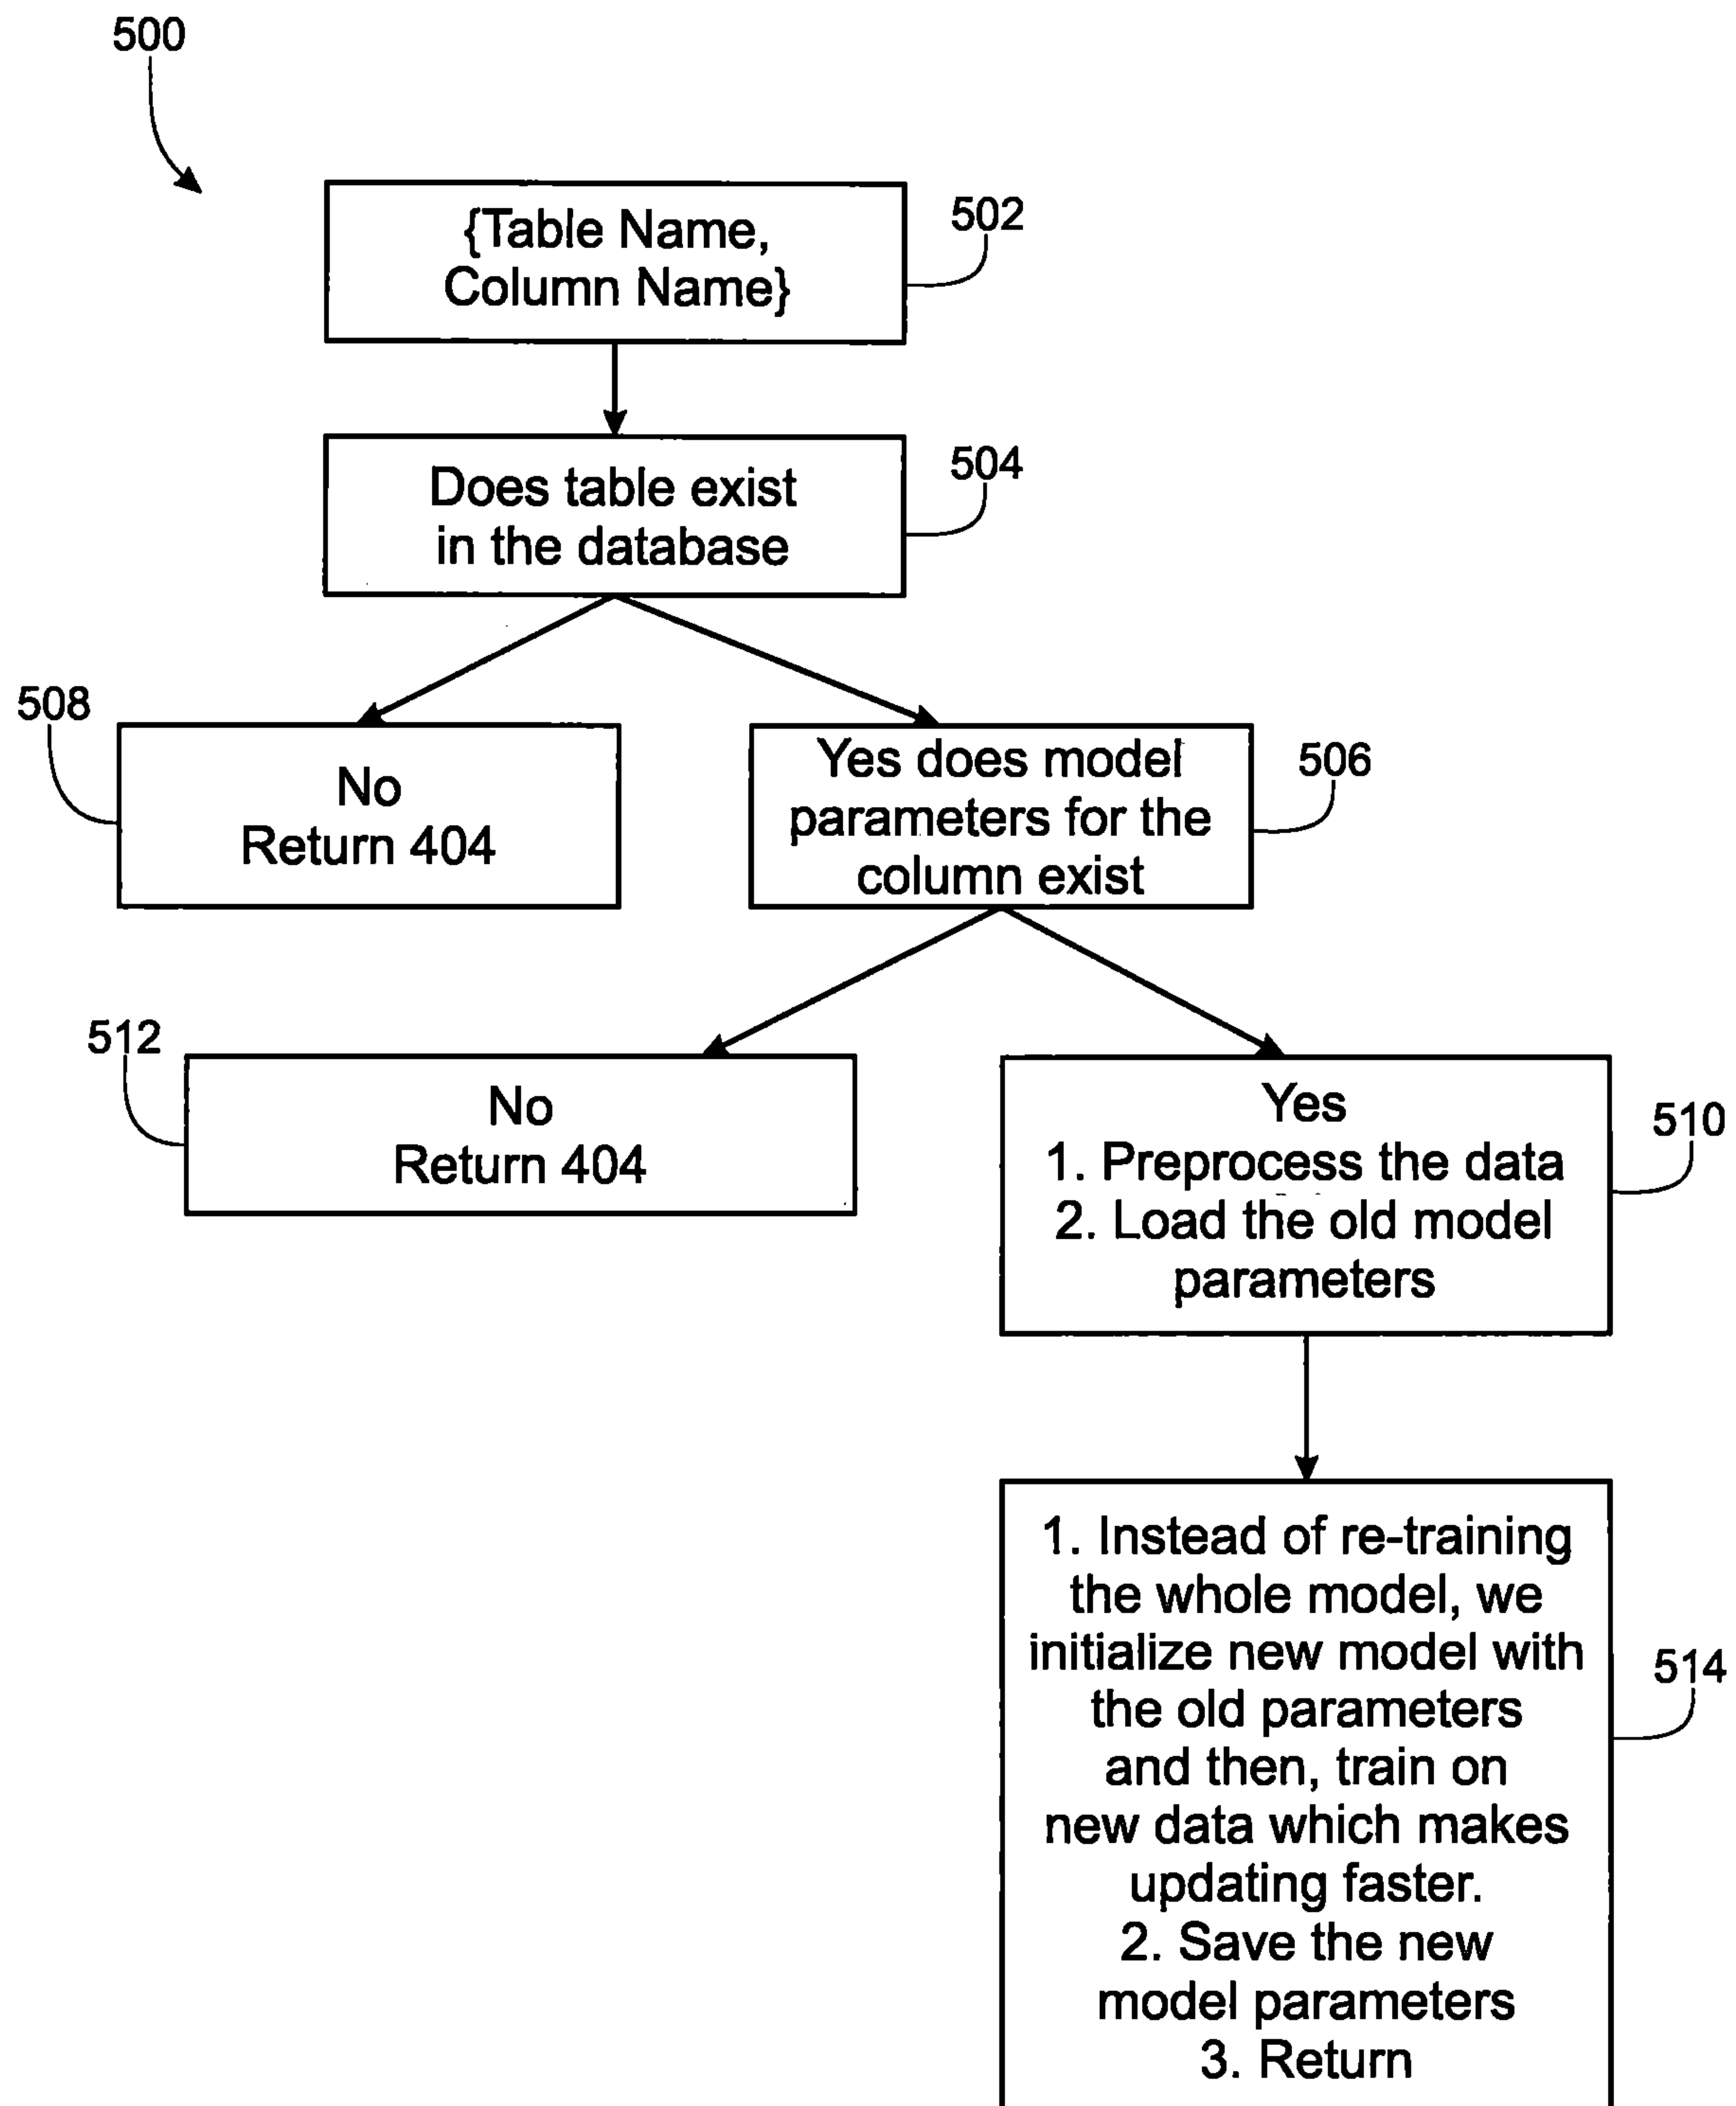 500
{Table Name,
Column Name}
502
Does table exist
in the database
504
508
No
Return 404
Yes does model
parameters for the
column exist
506
512
No
Return 404
Yes
1. Preprocess the data
2. Load the old model
parameters
510
1. Instead of re-training
the whole model, we
initialize new model with
the old parameters
and then, train on
new data which makes
updating faster.
2. Save the new
model parameters
3. Return
514